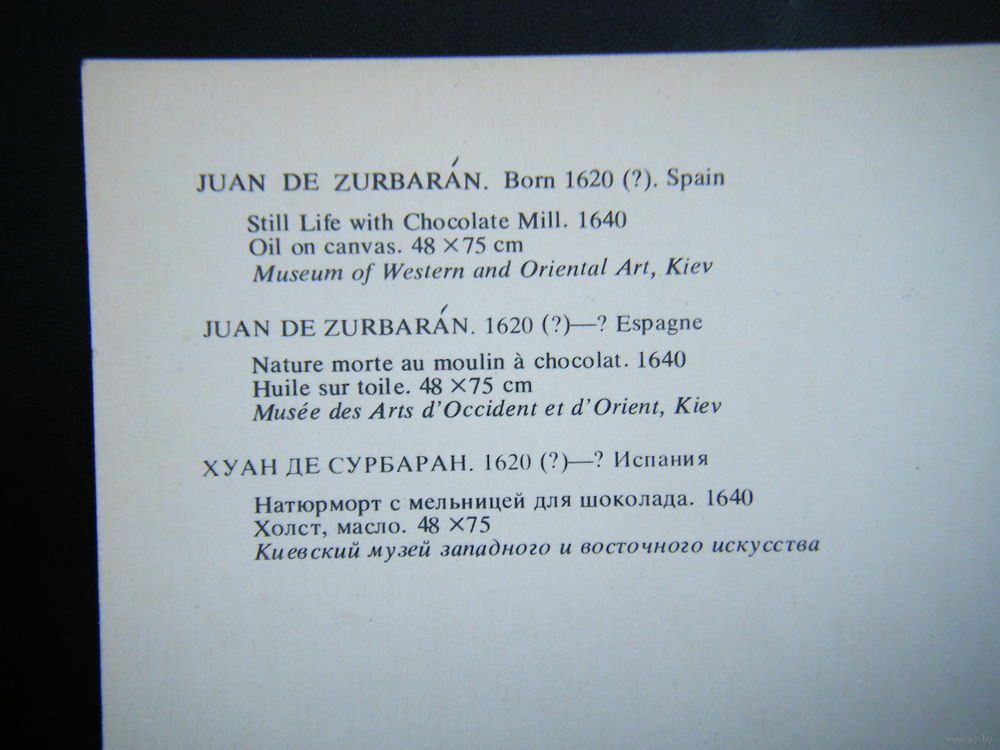 JUAN DE ZURBARÁN. Born 1620 (?). Spain
Still Life with Chocolate Mill. 1640
Oil on canvas. 48 ×75 cm
Museum of Western and Oriental Art, Kiev
JUAN DE ZURBARÁN. 1620 (?)—? Espagne
Nature morte au moulin à chocolat. 1640
Huile sur toile. 48 ×75 cm
Musée des Arts d'Occident et d'Orient, Kiev
ХУАН ДЕ СУРБАРАН. 1620 (?)—? Испания
Натюрморт с мельницей для шоколада. 1640
Холст, масло. 48 ×75
Киевский музей западного и восточного искусства
www.ay.by